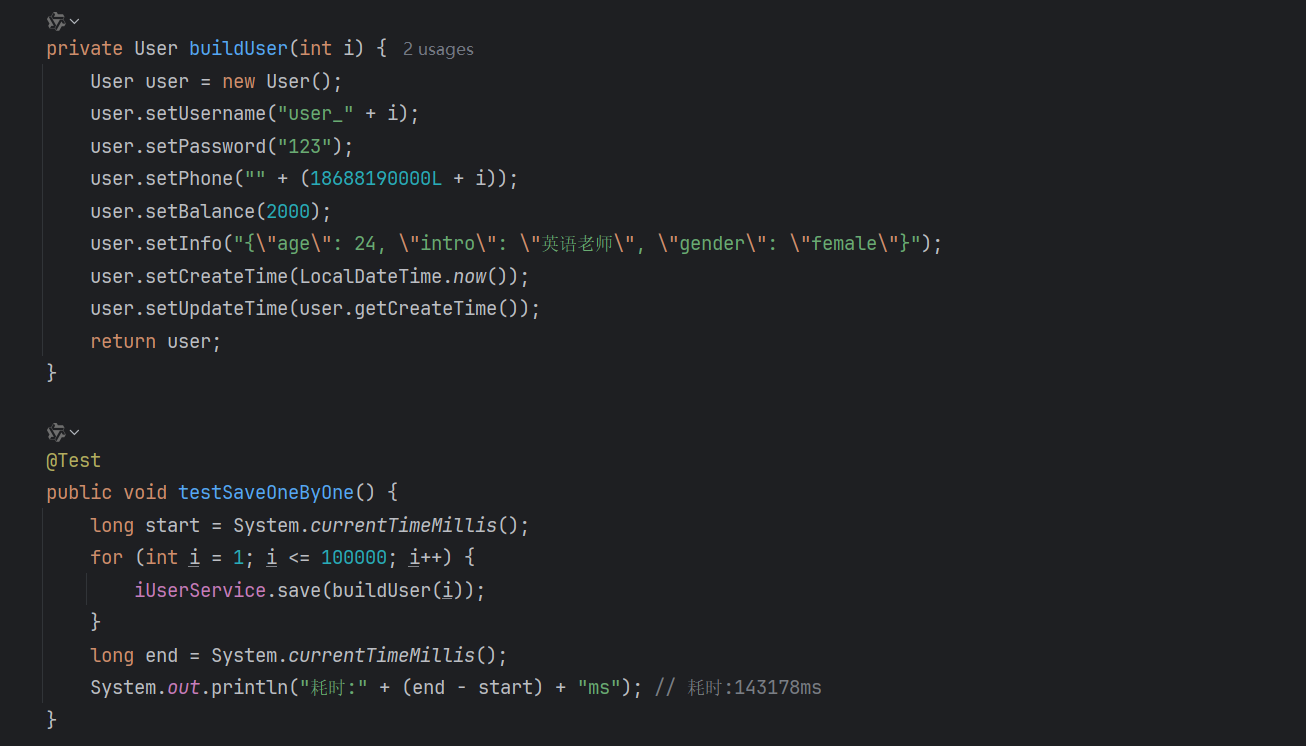 private User buildUser(int i) { 2 usages
    User user = new User();
    user.setUsername("user_" + i);
    user.setPassword("123");
    user.setPhone("" + (18688190000L + i));
    user.setBalance(2000);
    user.setInfo("{\"age\": 24, \"intro\": \"英语老师\", \"gender\": \"female\"}");
    user.setCreateTime(LocalDateTime.now());
    user.setUpdateTime(user.getCreateTime());
    return user;
}
@Test
public void testSaveOneByOne() {
    long start = System.currentTimeMillis();
    for (int i = 1; i <= 100000; i++) {
        iUserService.save(buildUser(i));
    }
    long end = System.currentTimeMillis();
    System.out.println("耗时:" + (end - start) + "ms"); // 耗时:143178ms
}